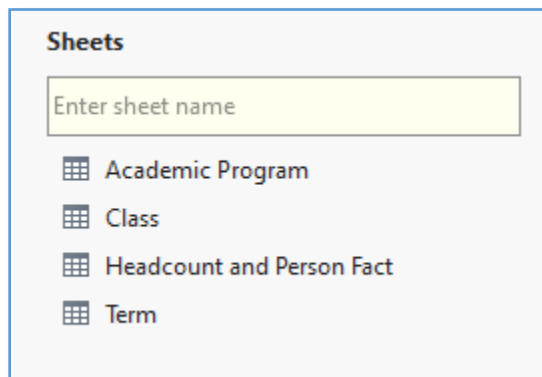 Sheets
Enter sheet name
Academic Program
Class
Headcount and Person Fact
Term